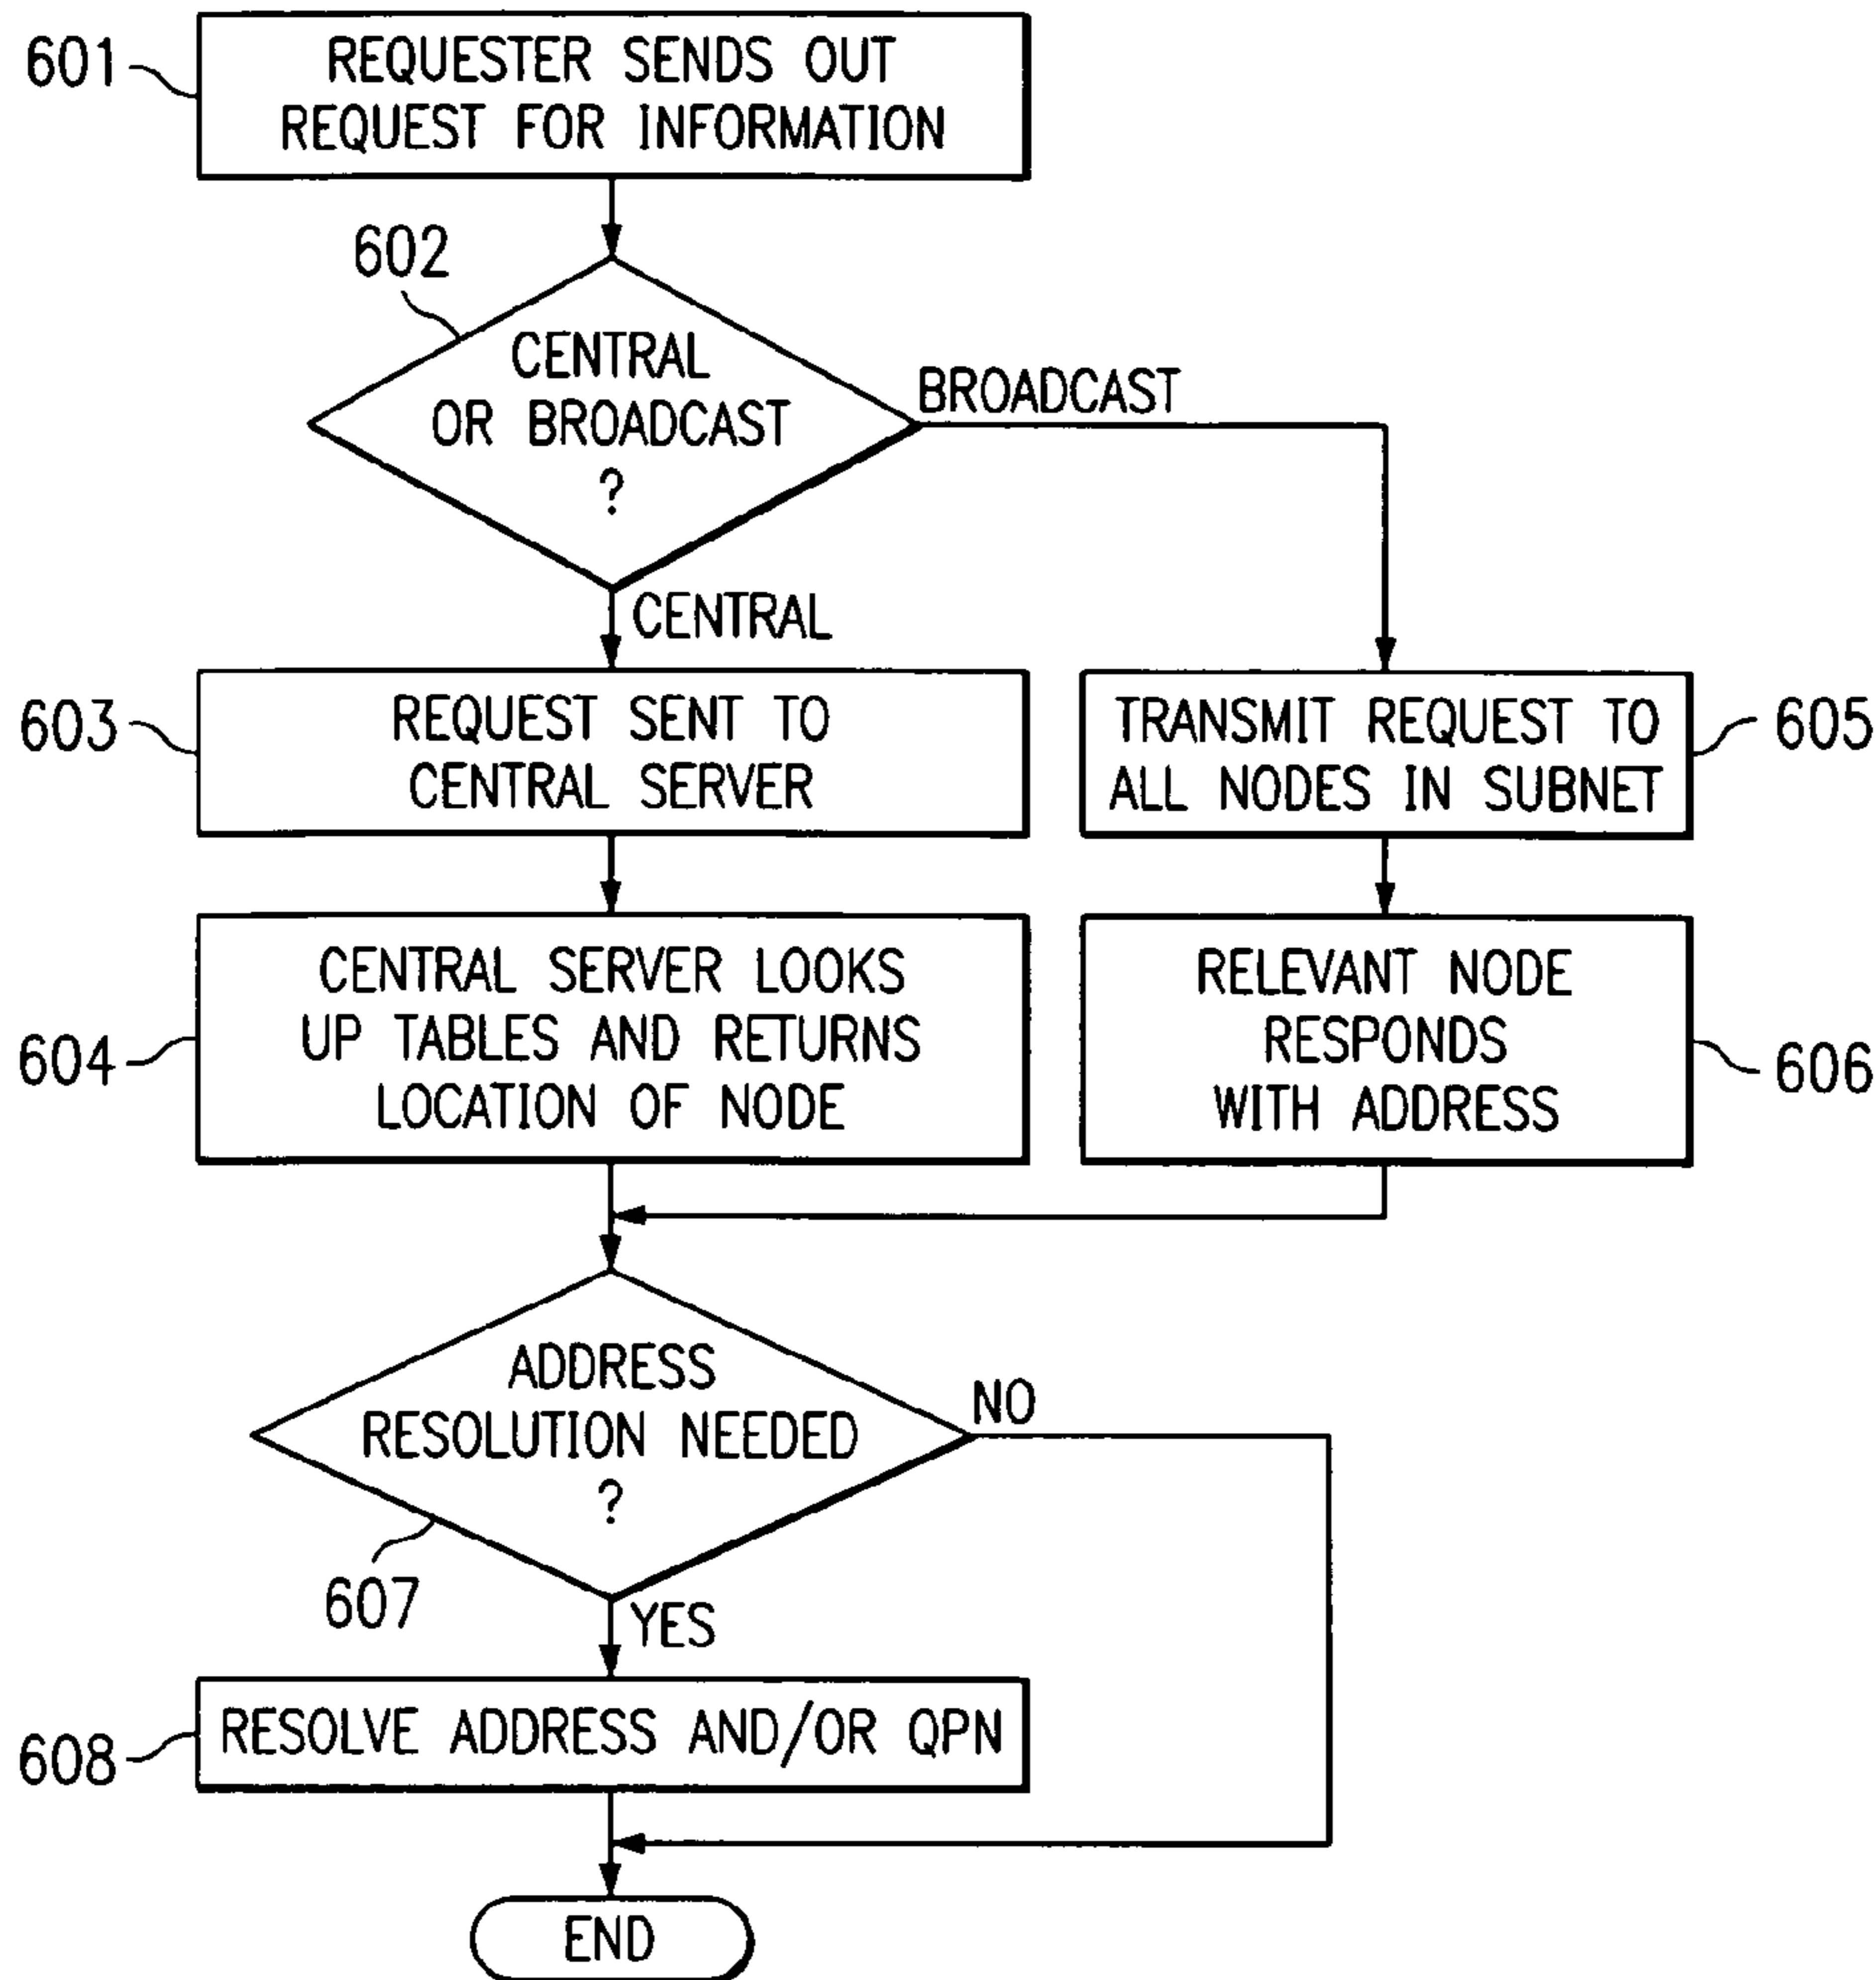 601
REQUESTER SENDS OUT
REQUEST FOR INFORMATION
602
CENTRAL
OR BROADCAST
?
BROADCAST
CENTRAL
603
REQUEST SENT TO
CENTRAL SERVER
TRANSMIT REQUEST TO
ALL NODES IN SUBNET
605
604
CENTRAL SERVER LOOKS
UP TABLES AND RETURNS
LOCATION OF NODE
RELEVANT NODE
RESPONDS
WITH ADDRESS
606
ADDRESS
RESOLUTION NEEDED
?
NO
607
YES
608
RESOLVE ADDRESS AND/OR QPN
END